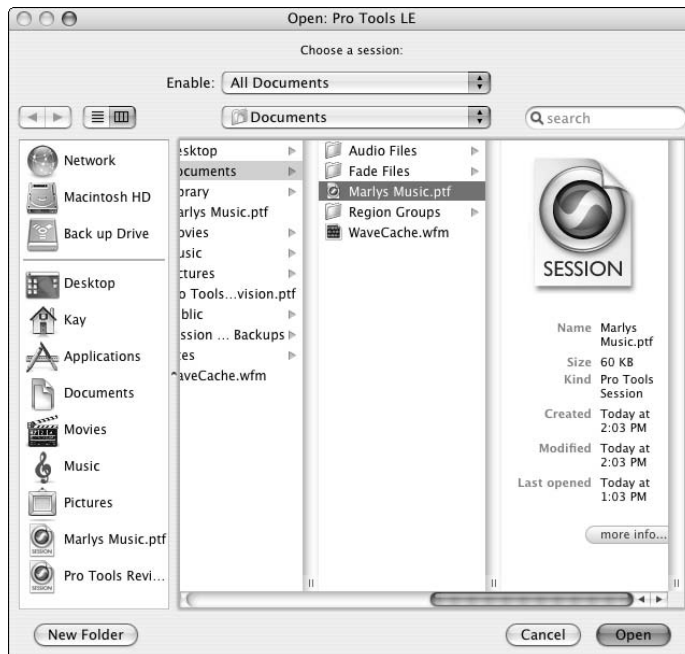 Open: Pro Tools LE
Choose a session:
Enable: All Documents
Documents
search
Network
Macintosh HD
Back up Drive
Desktop
Kay
Applications
Documents
Movies
Music
Pictures
Marlys Music.ptf
Pro Tools Revi...
esktop
ocuments
brary
arlys Music.ptf
ovies
usic
ctures
o Tools...vision.ptf
blic
ssion ... Backups
tes
aveCache.wfm
Audio Files
Fade Files
Marlys Music.ptf
Region Groups
WaveCache.wfm
SESSION
Name Marlys
Music.ptf
Size 60 KB
Kind Pro Tools
Session
Created Today at
2:03 PM
Modified Today at
2:03 PM
Last opened Today at
1:03 PM
more info...
New Folder
Cancel
Open